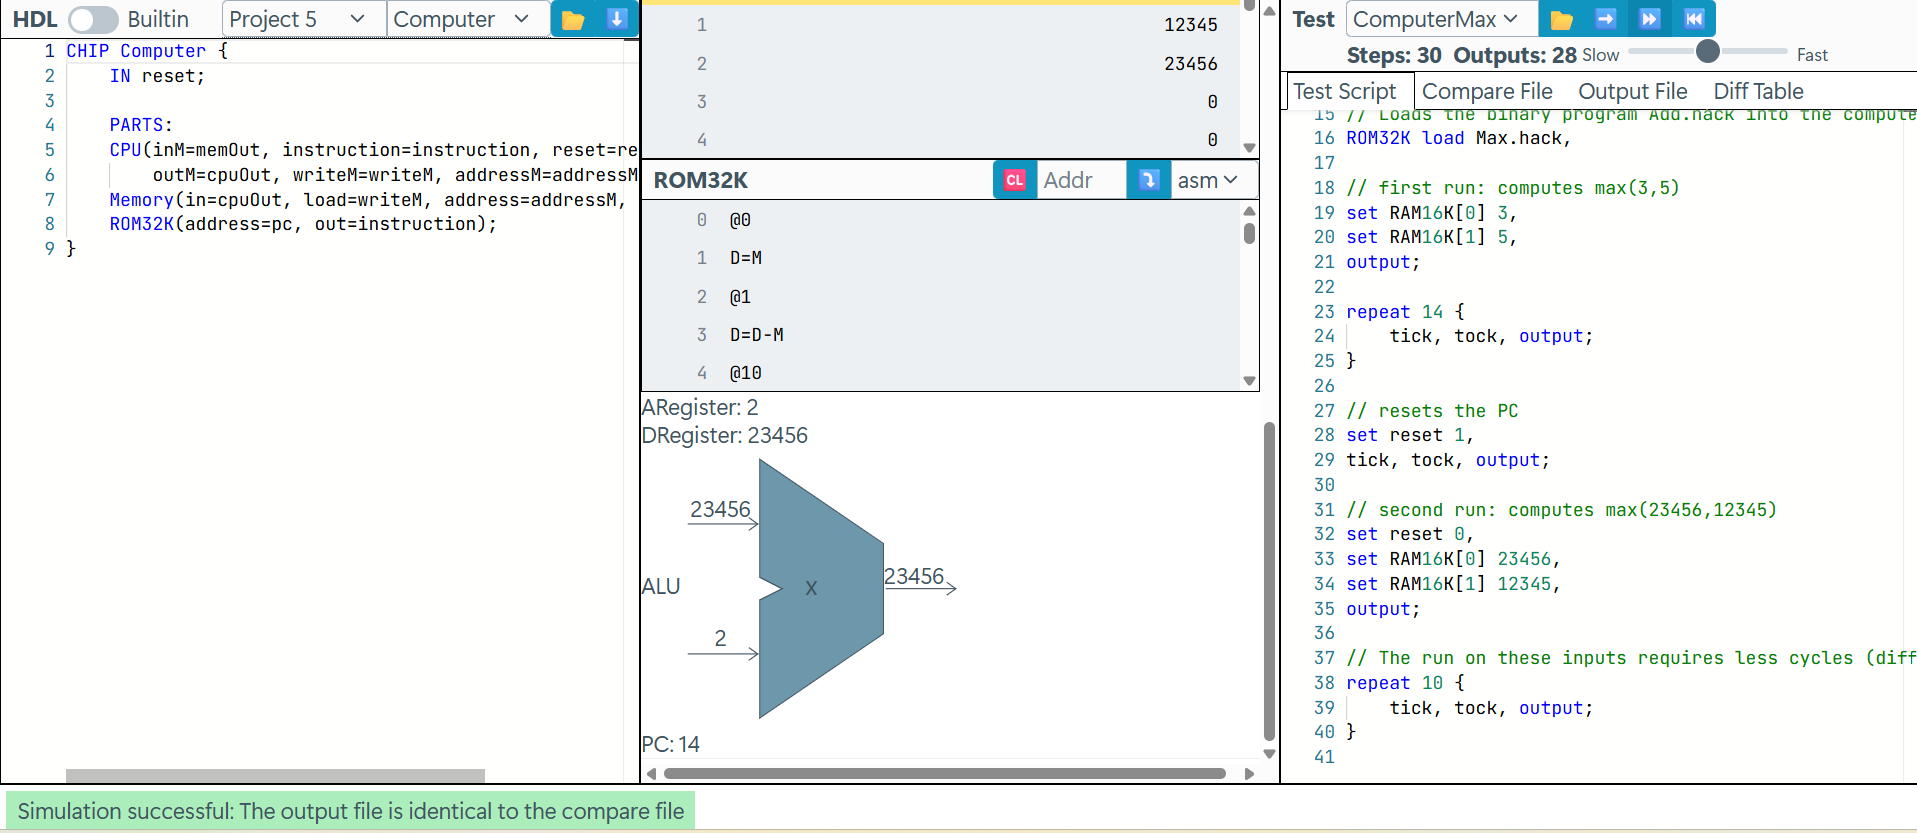 HDL Builtin Project 5 Computer
1 CHIP Computer {
2 IN reset;
3
4 PARTS:
5 CPU(inM=memOut, instruction=instruction, reset=re
6 outM=cpuOut, writeM=writeM, addressM=addressM
7 Memory(in=cpuOut, load=writeM, address=addressM,
8 ROM32K(address=pc, out=instruction);
9 }
1 12345
2 23456
3 0
4 0
ROM32K CL Addr asm
0 @0
1 D=M
2 @1
3 D=D-M
4 @10
ARegister: 2
DRegister: 23456
23456
ALU X 23456
2
PC: 14
Test ComputerMax
Steps: 30 Outputs: 28 Slow Fast
Test Script Compare File Output File Diff Table
15 // Loads the binary program Add.hack into the compute
16 ROM32K load Max.hack,
17
18 // first run: computes max(3,5)
19 set RAM16K[0] 3,
20 set RAM16K[1] 5,
21 output;
22
23 repeat 14 {
24 tick, tock, output;
25 }
26
27 // resets the PC
28 set reset 1,
29 tick, tock, output;
30
31 // second run: computes max(23456,12345)
32 set reset 0,
33 set RAM16K[0] 23456,
34 set RAM16K[1] 12345,
35 output;
36
37 // The run on these inputs requires less cycles (diff
38 repeat 10 {
39 tick, tock, output;
40 }
41
Simulation successful: The output file is identical to the compare file